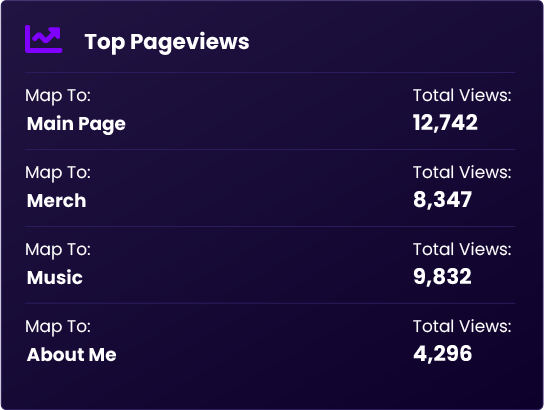 Top Pageviews
Map To: Total Views:
Main Page 12,742
Map To: Total Views:
Merch 8,347
Map To: Total Views:
Music 9,832
Map To: Total Views:
About Me 4,296